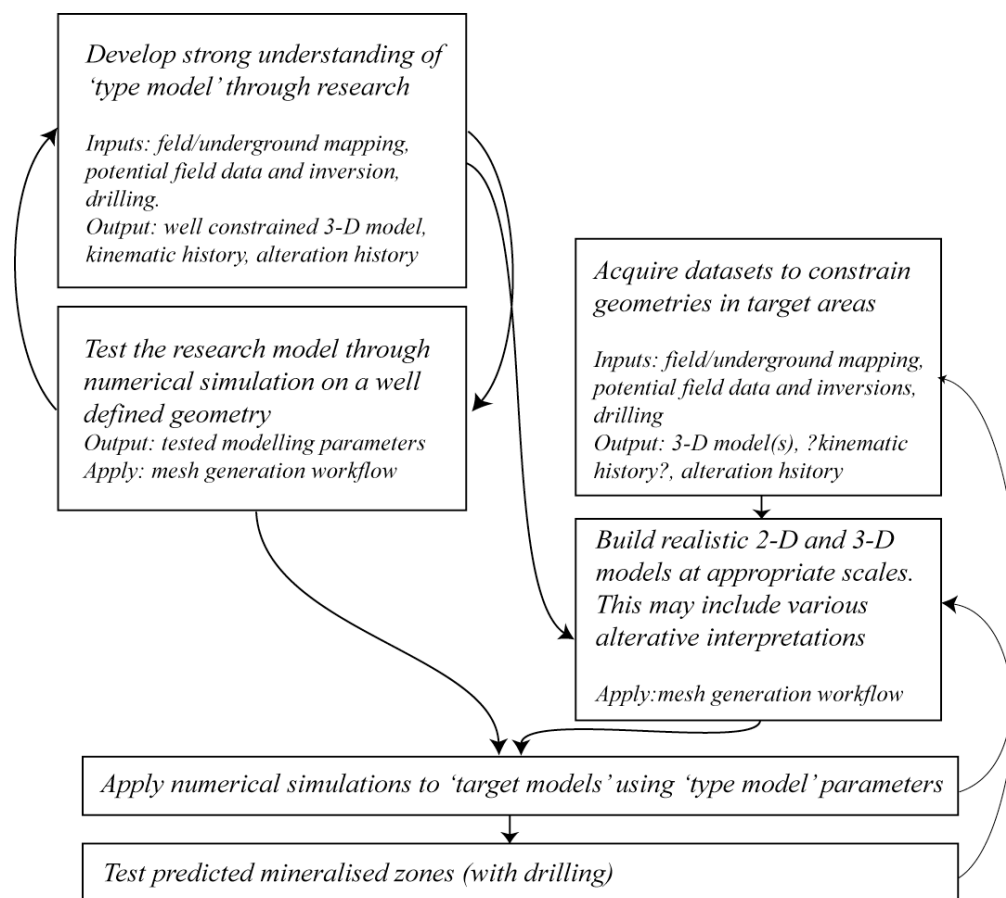 Develop strong understanding of
‘type model’ through research
Inputs: feld/underground mapping,
potential field data and inversion,
drilling.
Output: well constrained 3-D model,
kinematic history, alteration history
Test the research model through
numerical simulation on a well
defined geometry
Output: tested modelling parameters
Apply: mesh generation workflow
Acquire datasets to constrain
geometries in target areas
Inputs: field/underground mapping,
potential field data and inversions,
drilling
Output: 3-D model(s), ?kinematic
history?, alteration hsitory
Build realistic 2-D and 3-D
models at appropriate scales.
This may include various
alterative interpretations
Apply:mesh generation workflow
Apply numerical simulations to ‘target models’ using ‘type model’ parameters
Test predicted mineralised zones (with drilling)